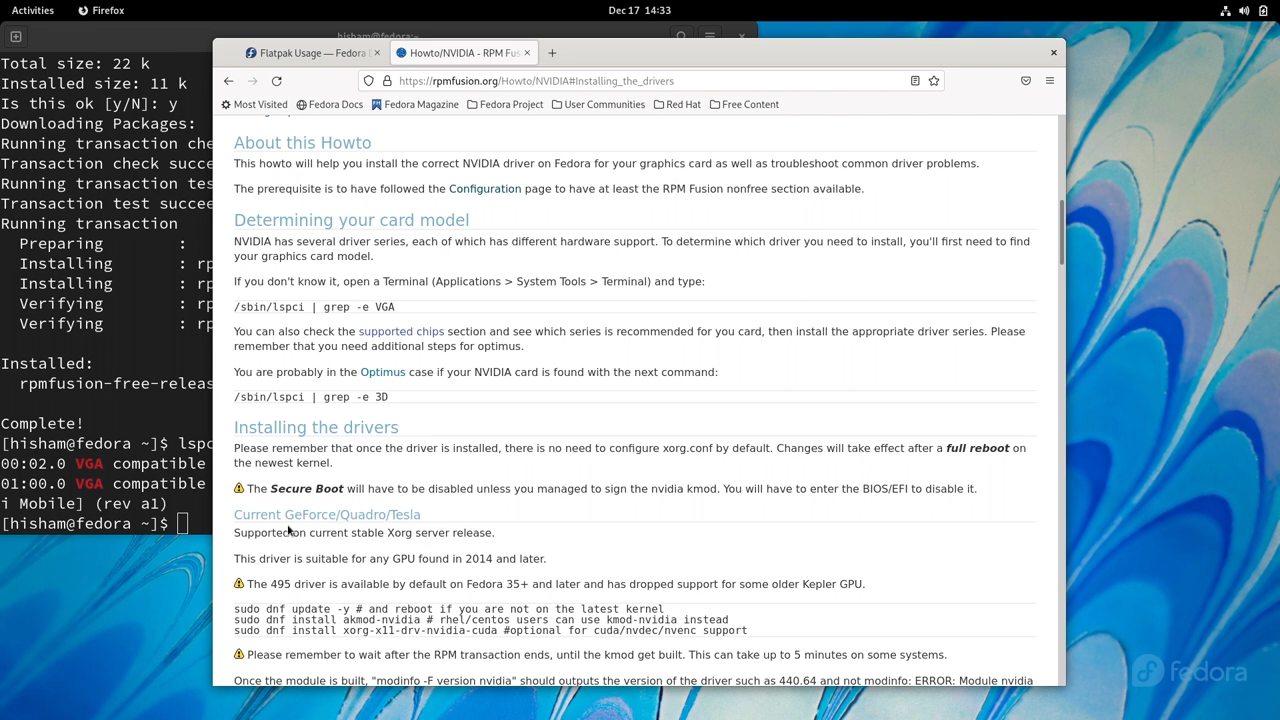 Activities
Firefox
Dec 17 14:33
hisham@fedora:~
Total size: 22 k
Installed size: 11 k
Is this ok [y/N]: y
Downloading Packages:
Running transaction che
Transaction check succe
Running transaction tes
Transaction test succee
Running transaction
Preparing :
Installing : rp
Installing : rp
Verifying : rp
Verifying : rp
Installed:
rpmfusion-free-releas
Complete!
[hisham@fedora ~]$ lspc
00:02.0 VGA compatible
01:00.0 VGA compatible
i Mobile] (rev a1)
[hisham@fedora ~]$
Flatpak Usage — Fedora
Howto/NVIDIA - RPM Fus
https://rpmfusion.org/Howto/NVIDIA#Installing_the_drivers
Most Visited
Fedora Docs
Fedora Magazine
Fedora Project
User Communities
Red Hat
Free Content
About this Howto
This howto will help you install the correct NVIDIA driver on Fedora for your graphics card as well as troubleshoot common driver problems.
The prerequisite is to have followed the Configuration page to have at least the RPM Fusion nonfree section available.
Determining your card model
NVIDIA has several driver series, each of which has different hardware support. To determine which driver you need to install, you'll first need to find
your graphics card model.
If you don't know it, open a Terminal (Applications > System Tools > Terminal) and type:
/sbin/lspci | grep -e VGA
You can also check the supported chips section and see which series is recommended for you card, then install the appropriate driver series. Please
remember that you need additional steps for optimus.
You are probably in the Optimus case if your NVIDIA card is found with the next command:
/sbin/lspci | grep -e 3D
Installing the drivers
Please remember that once the driver is installed, there is no need to configure xorg.conf by default. Changes will take effect after a full reboot on
the newest kernel.
The Secure Boot will have to be disabled unless you managed to sign the nvidia kmod. You will have to enter the BIOS/EFI to disable it.
Current GeForce/Quadro/Tesla
Supported on current stable Xorg server release.
This driver is suitable for any GPU found in 2014 and later.
The 495 driver is available by default on Fedora 35+ and later and has dropped support for some older Kepler GPU.
sudo dnf update -y # and reboot if you are not on the latest kernel
sudo dnf install akmod-nvidia # rhel/centos users can use kmod-nvidia instead
sudo dnf install xorg-x11-drv-nvidia-cuda #optional for cuda/nvdec/nvenc support
Please remember to wait after the RPM transaction ends, until the kmod get built. This can take up to 5 minutes on some systems.
Once the module is built, "modinfo -F version nvidia" should outputs the version of the driver such as 440.64 and not modinfo: ERROR: Module nvidia
fedora